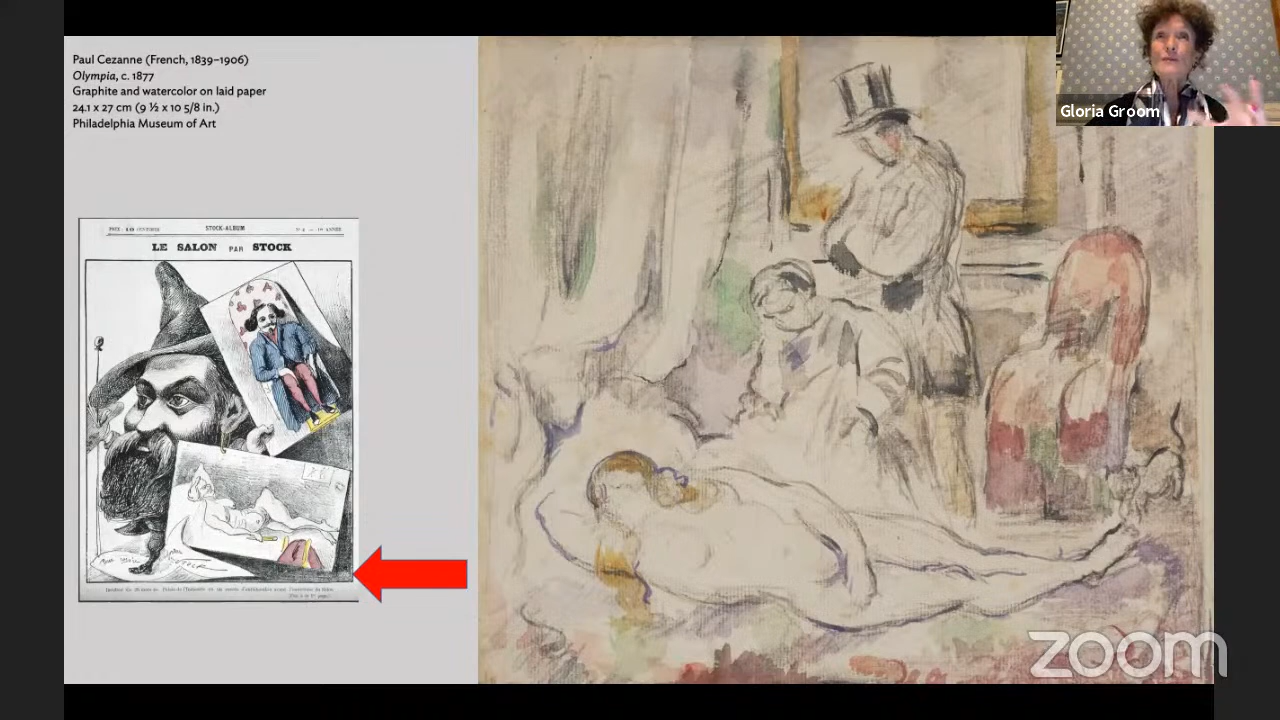 Paul Cezanne (French, 1839–1906)
Olympia, c. 1877
Graphite and watercolor on laid paper
24.1 x 27 cm (9 ½ x 10 5/8 in.)
Philadelphia Museum of Art
STOCK-ALBUM
LE SALON PAR STOCK
Gloria Groom
zoom